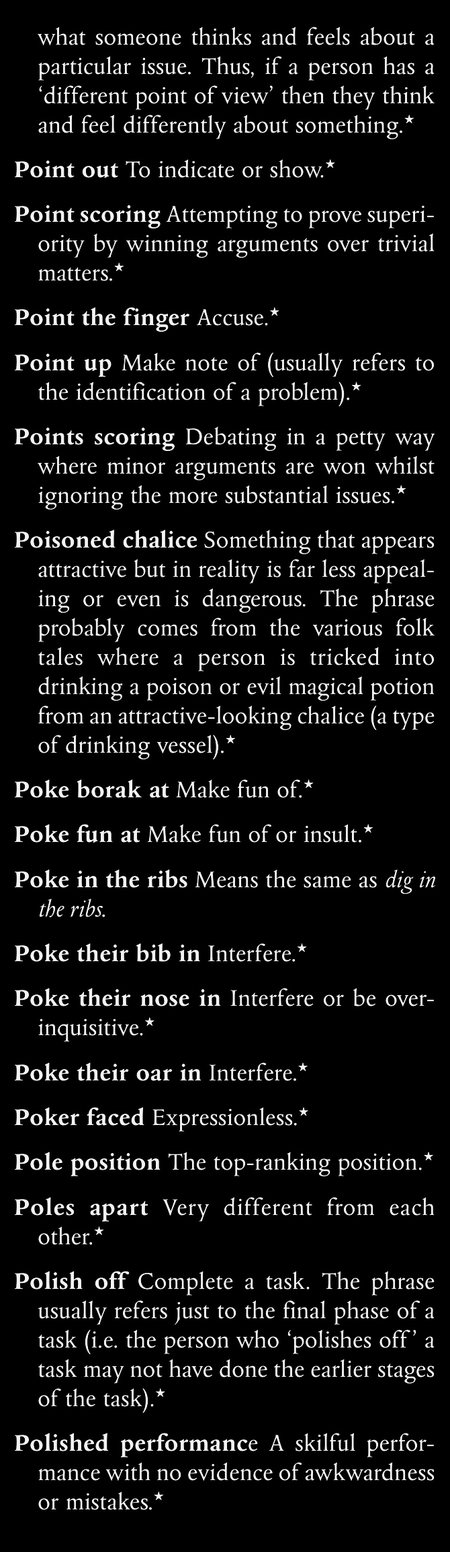 what someone thinks and feels about a
particular issue. Thus, if a person has a
‘different point of view’ then they think
and feel differently about something.★
Point out To indicate or show.★
Point scoring Attempting to prove superi-
ority by winning arguments over trivial
matters.★
Point the finger Accuse.★
Point up Make note of (usually refers to
the identification of a problem).★
Points scoring Debating in a petty way
where minor arguments are won whilst
ignoring the more substantial issues.★
Poisoned chalice Something that appears
attractive but in reality is far less appeal-
ing or even is dangerous. The phrase
probably comes from the various folk
tales where a person is tricked into
drinking a poison or evil magical potion
from an attractive-looking chalice (a type
of drinking vessel).★
Poke borak at Make fun of.★
Poke fun at Make fun of or insult.★
Poke in the ribs Means the same as dig in
the ribs.
Poke their bib in Interfere.★
Poke their nose in Interfere or be over-
inquisitive.★
Poke their oar in Interfere.★
Poker faced Expressionless.★
Pole position The top-ranking position.★
Poles apart Very different from each
other.★
Polish off Complete a task. The phrase
usually refers just to the final phase of a
task (i.e. the person who ‘polishes off’ a
task may not have done the earlier stages
of the task).★
Polished performance A skilful perfor-
mance with no evidence of awkwardness
or mistakes.★